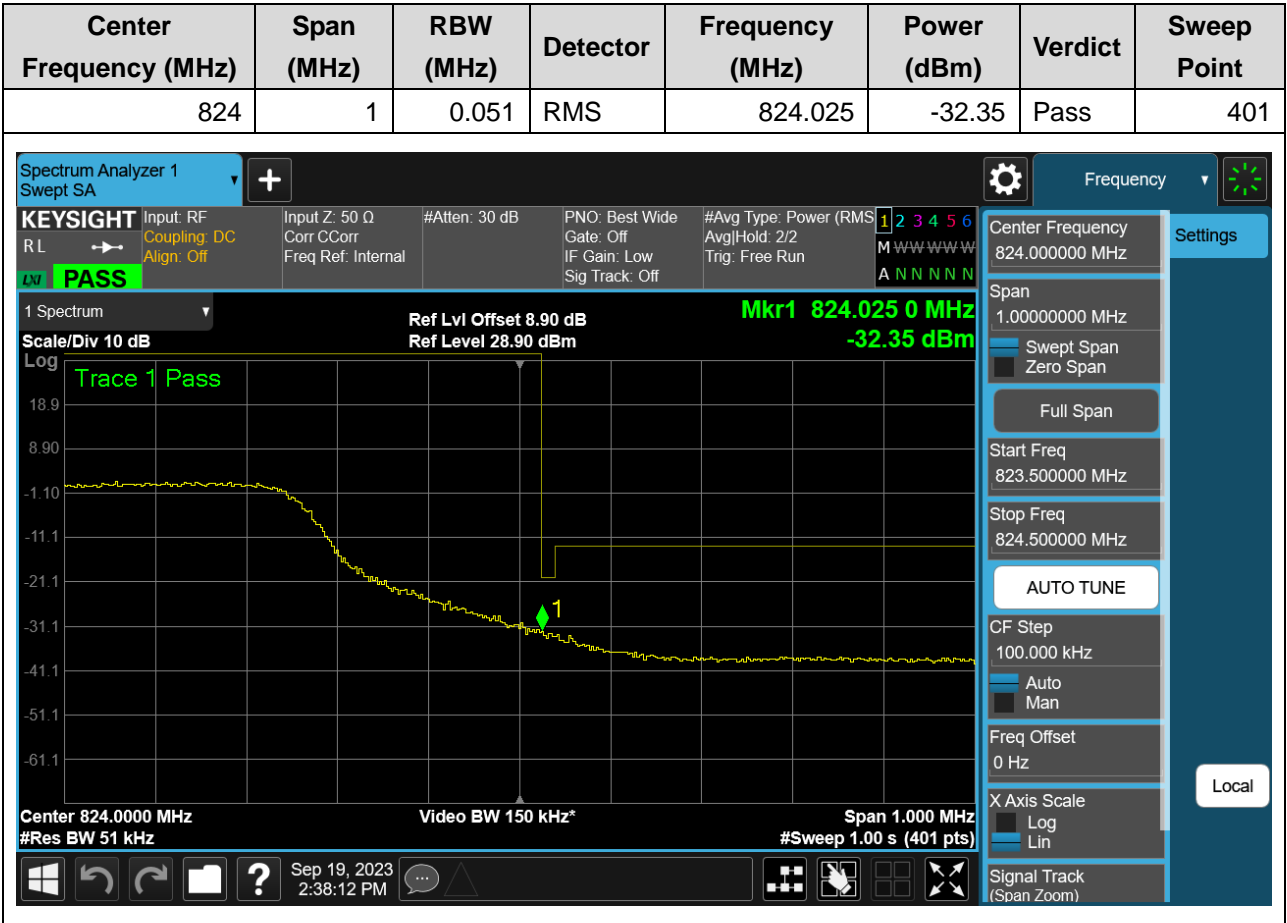 Center Frequency (MHz) Span (MHz) RBW (MHz) Detector Frequency (MHz) Power (dBm) Verdict Sweep Point
824 1 0.051 RMS 824.025 -32.35 Pass 401
Spectrum Analyzer 1
Swept SA
Frequency
KEYSIGHT
RL
LXI PASS
Input: RF
Coupling: DC
Align: Off
Input Z: 50 Ω
Corr CCorr
Freq Ref: Internal
#Atten: 30 dB
PNO: Best Wide
Gate: Off
IF Gain: Low
Sig Track: Off
#Avg Type: Power (RMS
Avg|Hold: 2/2
Trig: Free Run
1 2 3 4 5 6
M W W W W W
A N N N N N
1 Spectrum
Scale/Div 10 dB
Log
Ref Lvl Offset 8.90 dB
Ref Level 28.90 dBm
Mkr1 824.025 0 MHz
-32.35 dBm
Trace 1 Pass
18.9
8.90
-1.10
-11.1
-21.1
-31.1
-41.1
-51.1
-61.1
1
Center 824.0000 MHz
#Res BW 51 kHz
Video BW 150 kHz*
Span 1.000 MHz
#Sweep 1.00 s (401 pts)
Center Frequency
824.000000 MHz
Settings
Span
1.00000000 MHz
Swept Span
Zero Span
Full Span
Start Freq
823.500000 MHz
Stop Freq
824.500000 MHz
AUTO TUNE
CF Step
100.000 kHz
Auto
Man
Freq Offset
0 Hz
X Axis Scale
Log
Lin
Local
Signal Track
(Span Zoom)
?
Sep 19, 2023
2:38:12 PM